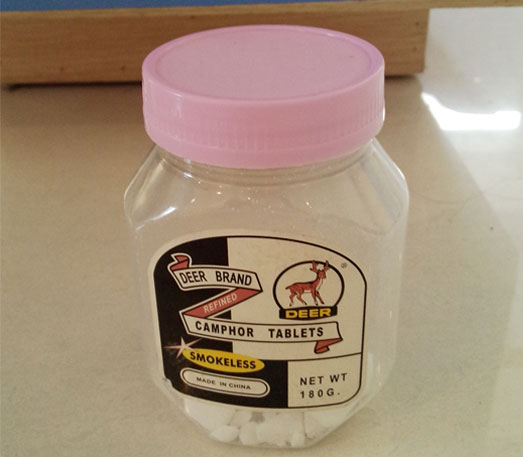 DEER BRAND
REFINED
CAMPHOR TABLETS
SMOKELESS
MADE IN CHINA
®
DEER
NET WT
180G.